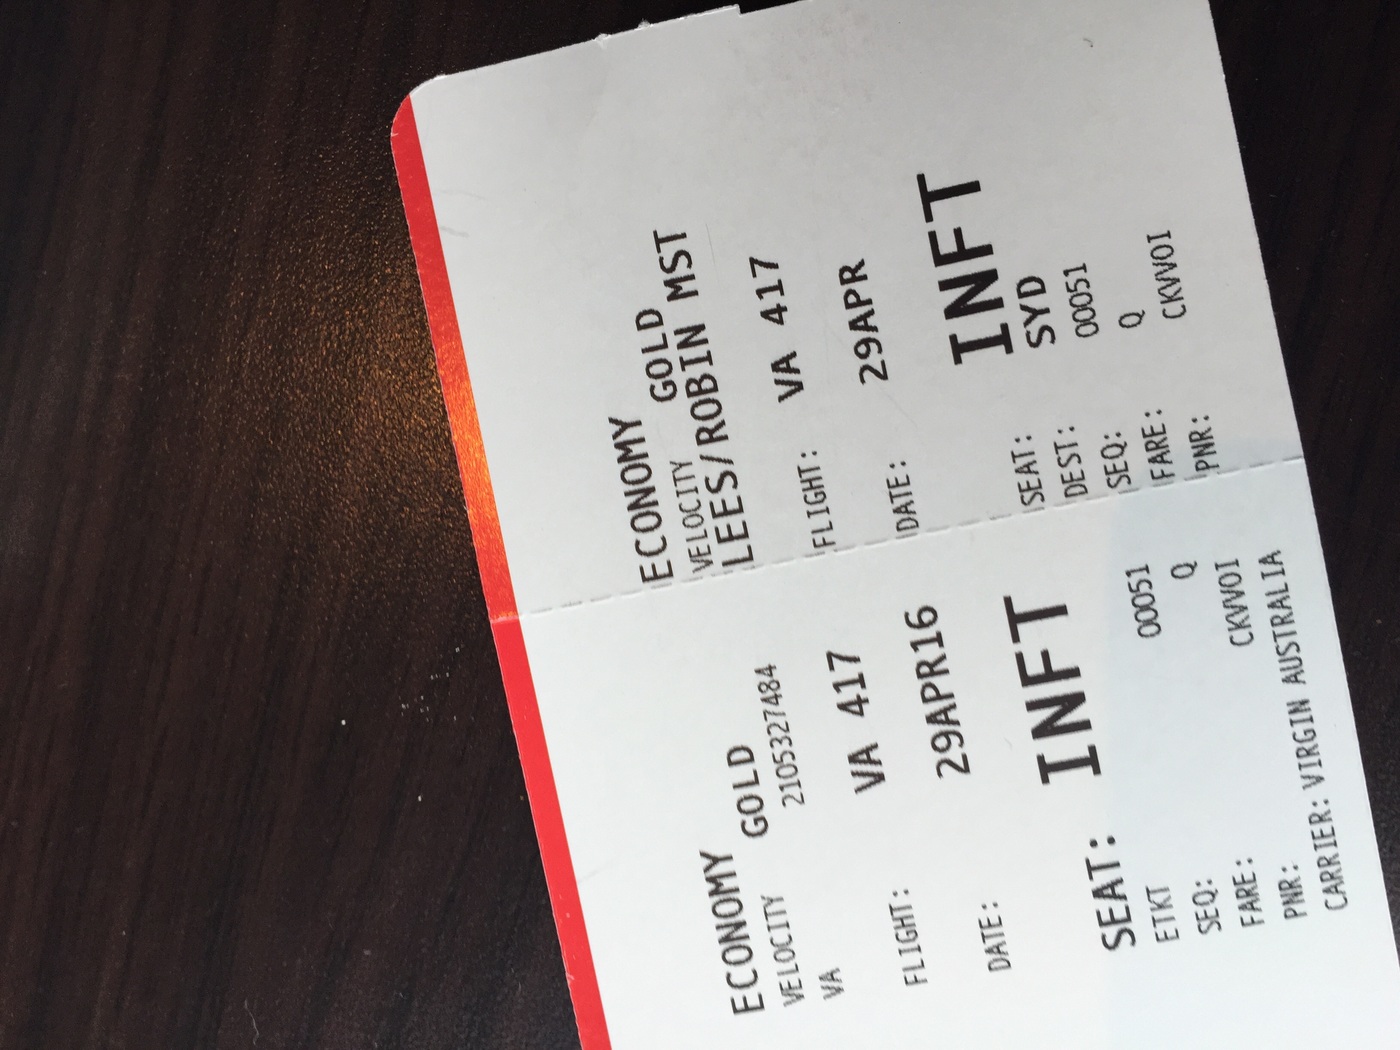 ECONOMY
VELOCITY GOLD
VA 2105327484
FLIGHT: VA 417
DATE: 29APR16
SEAT: INFT
ETKT
SEQ: 00051
FARE: Q
PNR: CKVVOI
CARRIER: VIRGIN AUSTRALIA
ECONOMY
VELOCITY GOLD
LEES/ROBIN MST
FLIGHT: VA 417
DATE: 29APR
SEAT: INFT
DEST: SYD
SEQ: 00051
FARE: Q
PNR: CKVVOI